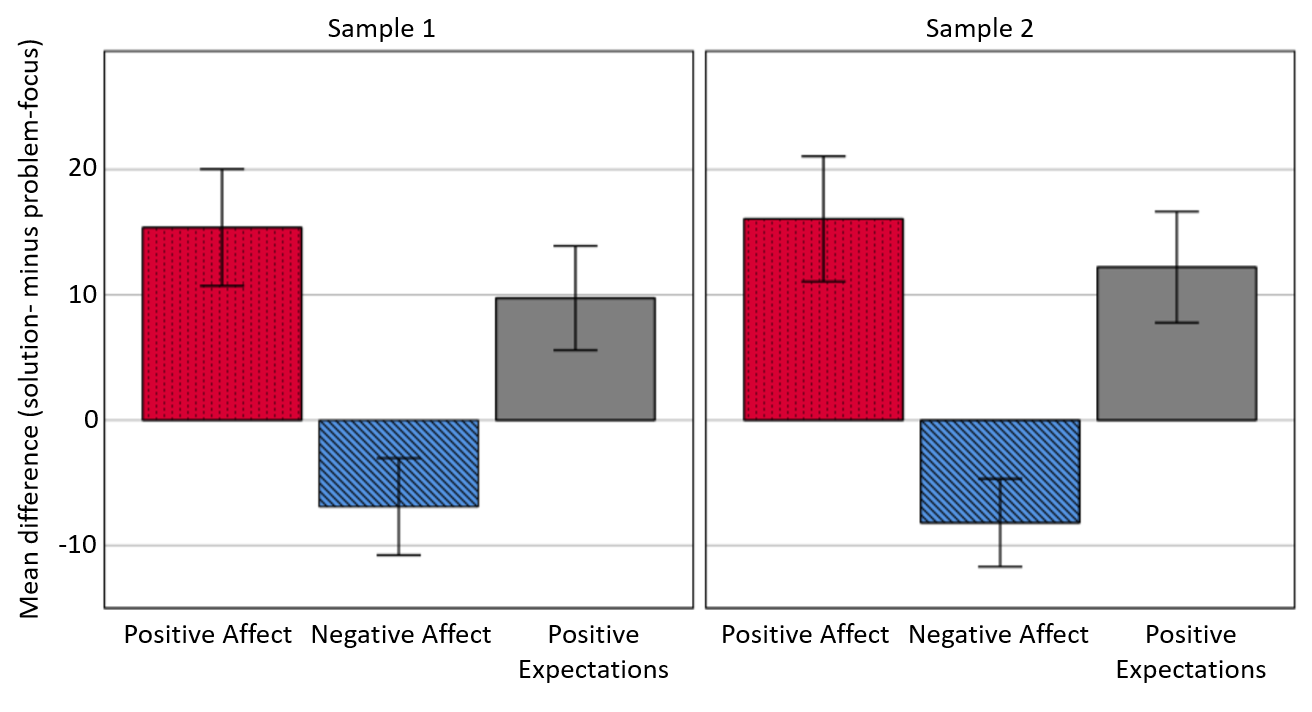 Sample 1
Sample 2
Mean difference (solution- minus problem-focus)
20
10
0
-10
Positive Affect
Negative Affect
Positive
Expectations
Positive Affect
Negative Affect
Positive
Expectations